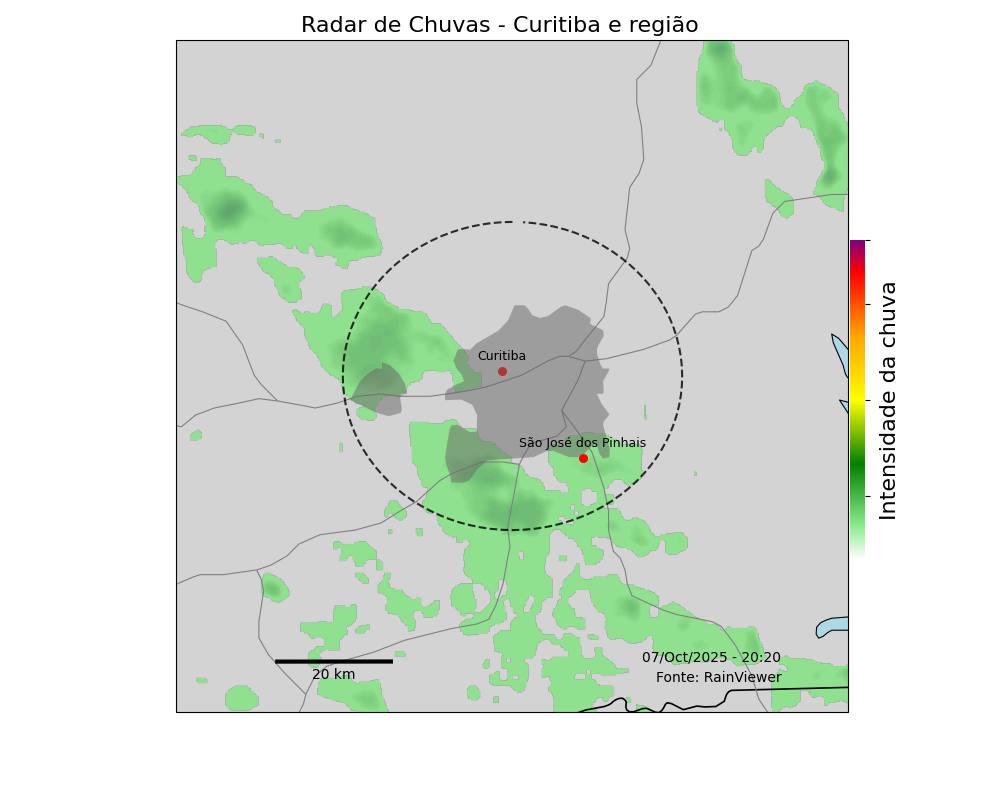 Radar de Chuvas - Curitiba e região
Curitiba
São José dos Pinhais
Intensidade da chuva
07/Oct/2025 - 20:20
Fonte: RainViewer
20 km